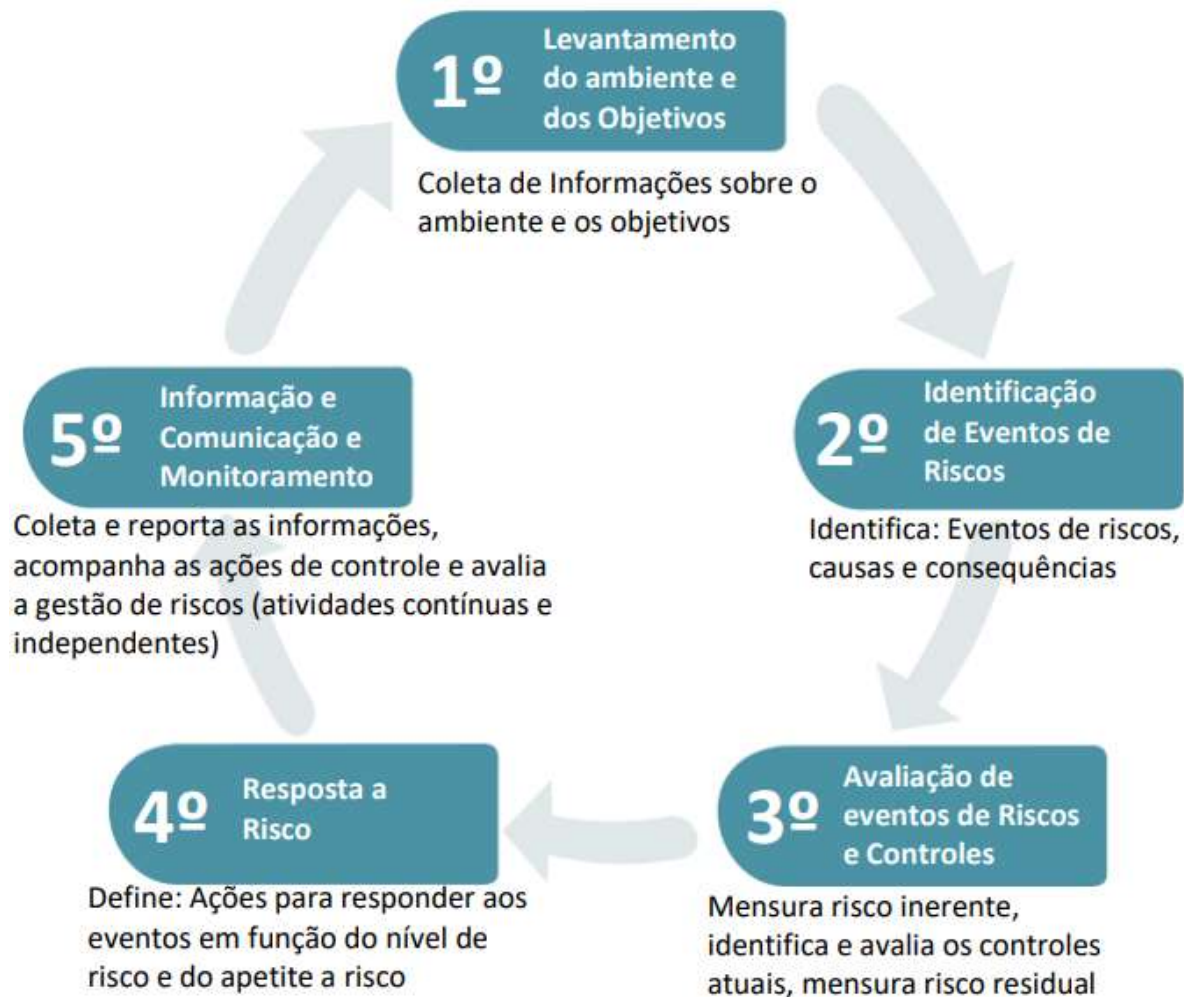 1º
Levantamento
do ambiente e
dos Objetivos
Coleta de Informações sobre o
ambiente e os objetivos
2º
Identificação
de Eventos de
Riscos
Identifica: Eventos de riscos,
causas e consequências
3º
Avaliação de
eventos de Riscos
e Controles
Mensura risco inerente,
identifica e avalia os controles
atuais, mensura risco residual
4º
Resposta a
Risco
Define: Ações para responder aos
eventos em função do nível de
risco e do apetite a risco
5º
Informação e
Comunicação e
Monitoramento
Coleta e reporta as informações,
acompanha as ações de controle e avalia
a gestão de riscos (atividades contínuas e
independentes)